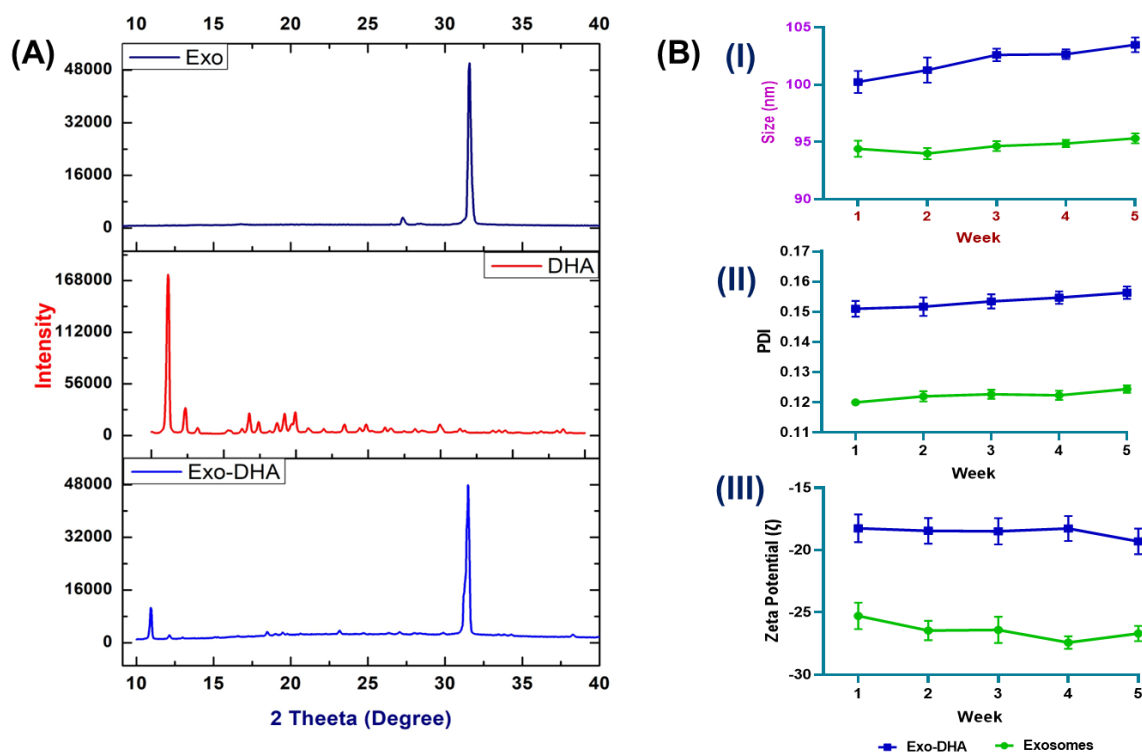 (A)
10 15 20 25 30 35 40
Exo
48000
32000
16000
0
DHA
168000
112000
56000
0
Intensity
Exo-DHA
48000
32000
16000
0
10 15 20 25 30 35 40
2 Theeta (Degree)
(B)
(I)
105
100
95
90
Size (nm)
1 2 3 4 5
Week
(II)
0.17
0.16
0.15
0.14
0.13
0.12
0.11
PDI
1 2 3 4 5
Week
(III)
-15
-20
-25
-30
Zeta Potential (ζ)
1 2 3 4 5
Week
Exo-DHA Exosomes